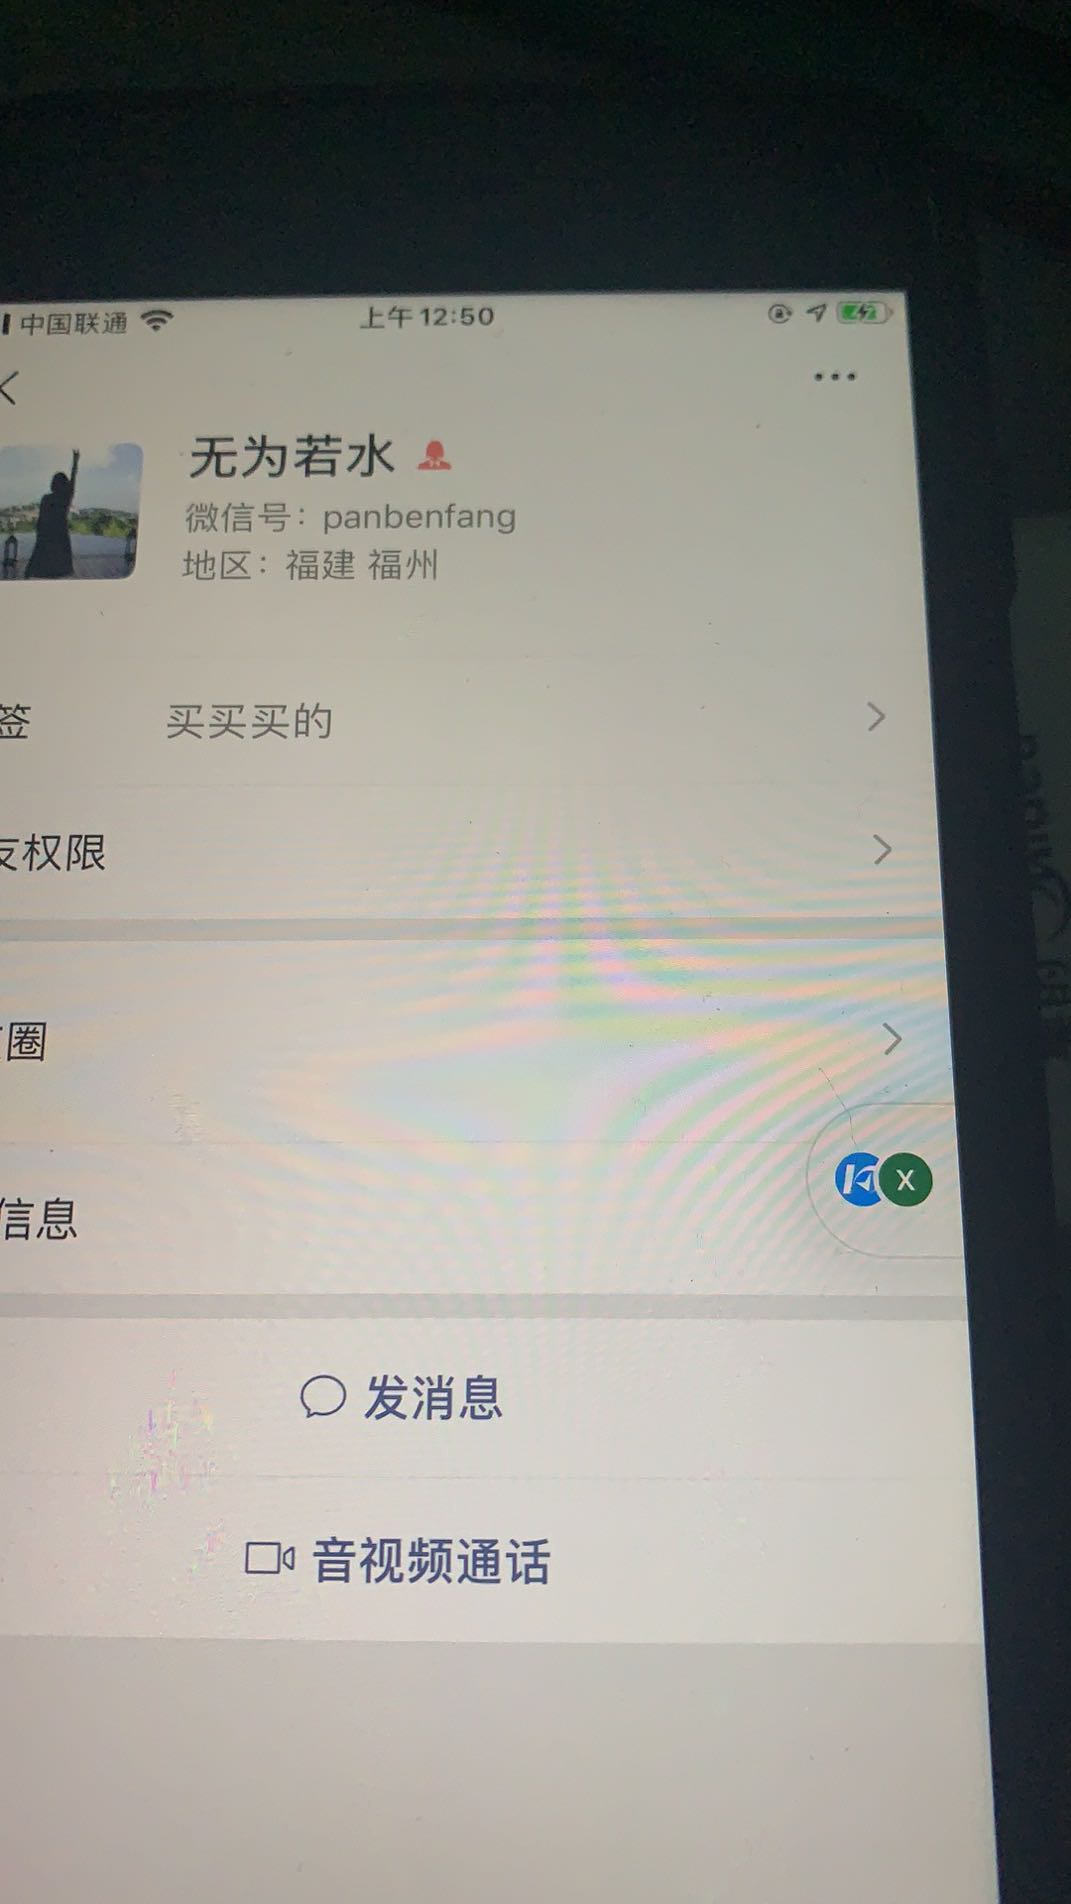 中国联通
上午12:50
无为若水
微信号：panbenfang
地区：福建 福州
签 买买买的
友权限
圈
信息
X
发消息
音视频通话